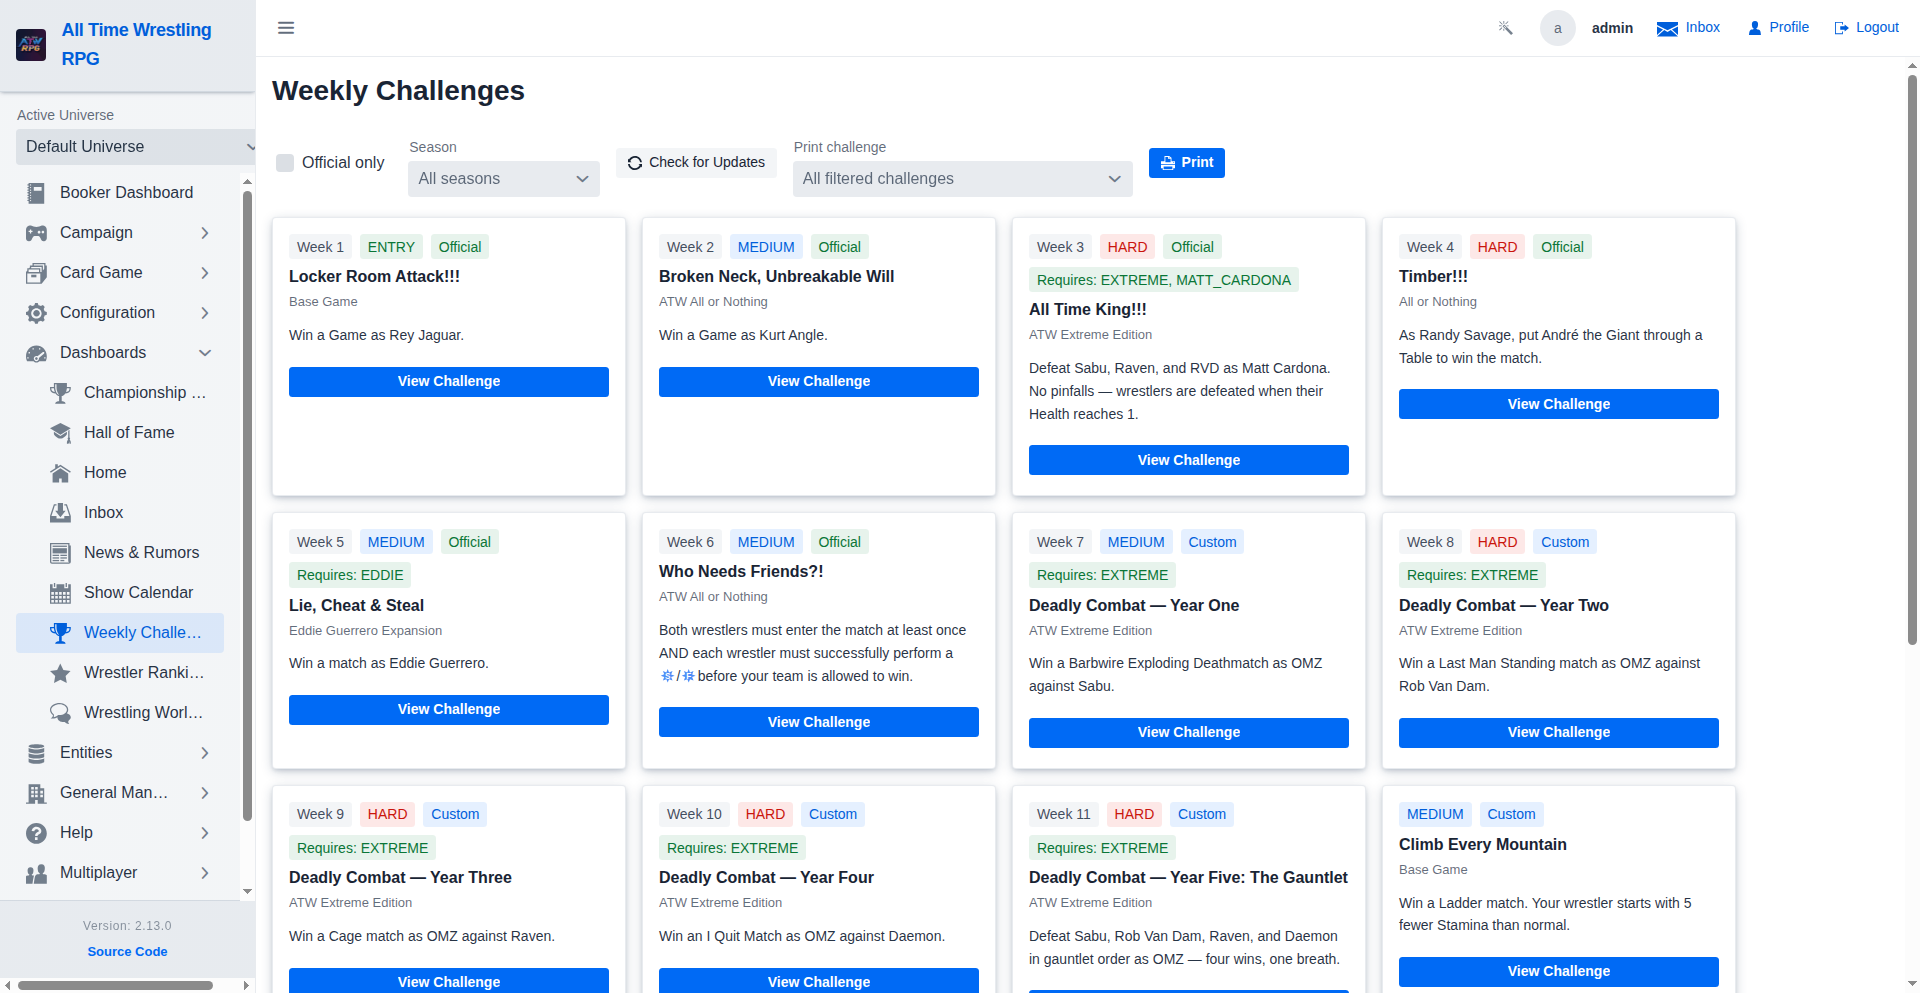 All Time Wrestling
RPG
a
admin
Inbox
Profile
Logout
Active Universe
Default Universe
Booker Dashboard
Campaign
Card Game
Configuration
Dashboards
Championship ...
Hall of Fame
Home
Inbox
News & Rumors
Show Calendar
Weekly Challe...
Wrestler Ranki...
Wrestling Worl...
Entities
General Man...
Help
Multiplayer
Version: 2.13.0
Source Code
Weekly Challenges
Official only
Season
All seasons
Check for Updates
Print challenge
All filtered challenges
Print
Week 1 ENTRY Official
Locker Room Attack!!!
Base Game
Win a Game as Rey Jaguar.
View Challenge
Week 2 MEDIUM Official
Broken Neck, Unbreakable Will
ATW All or Nothing
Win a Game as Kurt Angle.
View Challenge
Week 3 HARD Official
Requires: EXTREME, MATT_CARDONA
All Time King!!!
ATW Extreme Edition
Defeat Sabu, Raven, and RVD as Matt Cardona.
No pinfalls — wrestlers are defeated when their
Health reaches 1.
View Challenge
Week 4 HARD Official
Timber!!!
All or Nothing
As Randy Savage, put André the Giant through a
Table to win the match.
View Challenge
Week 5 MEDIUM Official
Requires: EDDIE
Lie, Cheat & Steal
Eddie Guerrero Expansion
Win a match as Eddie Guerrero.
View Challenge
Week 6 MEDIUM Official
Who Needs Friends?!
ATW All or Nothing
Both wrestlers must enter the match at least once
AND each wrestler must successfully perform a
/ before your team is allowed to win.
View Challenge
Week 7 MEDIUM Custom
Requires: EXTREME
Deadly Combat — Year One
ATW Extreme Edition
Win a Barbwire Exploding Deathmatch as OMZ
against Sabu.
View Challenge
Week 8 HARD Custom
Requires: EXTREME
Deadly Combat — Year Two
ATW Extreme Edition
Win a Last Man Standing match as OMZ against
Rob Van Dam.
View Challenge
Week 9 HARD Custom
Requires: EXTREME
Deadly Combat — Year Three
ATW Extreme Edition
Win a Cage match as OMZ against Raven.
View Challenge
Week 10 HARD Custom
Requires: EXTREME
Deadly Combat — Year Four
ATW Extreme Edition
Win an I Quit Match as OMZ against Daemon.
View Challenge
Week 11 HARD Custom
Requires: EXTREME
Deadly Combat — Year Five: The Gauntlet
ATW Extreme Edition
Defeat Sabu, Rob Van Dam, Raven, and Daemon
in gauntlet order as OMZ — four wins, one breath.
MEDIUM Custom
Climb Every Mountain
Base Game
Win a Ladder match. Your wrestler starts with 5
fewer Stamina than normal.
View Challenge